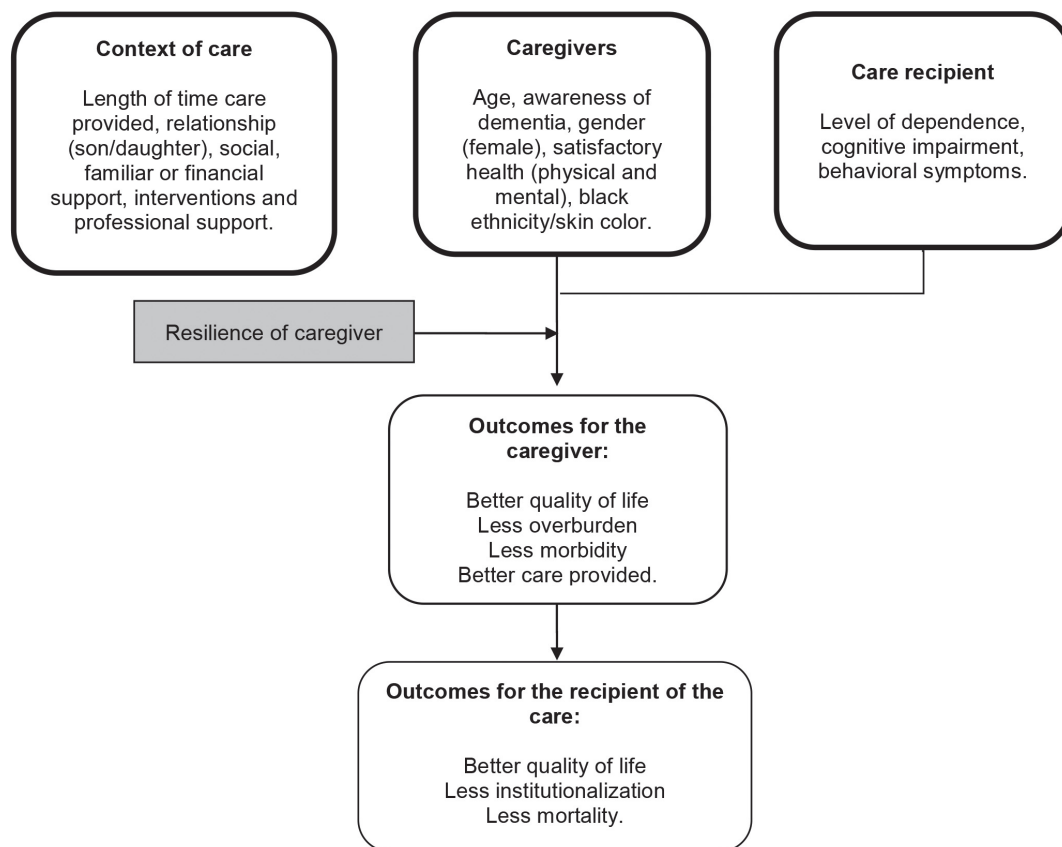 Context of care
Length of time care
provided, relationship
(son/daughter), social,
familiar or financial
support, interventions and
professional support.
Caregivers
Age, awareness of
dementia, gender
(female), satisfactory
health (physical and
mental), black
ethnicity/skin color.
Care recipient
Level of dependence,
cognitive impairment,
behavioral symptoms.
Resilience of caregiver
Outcomes for the
caregiver:
Better quality of life
Less overburden
Less morbidity
Better care provided.
Outcomes for the recipient of the
care:
Better quality of life
Less institutionalization
Less mortality.